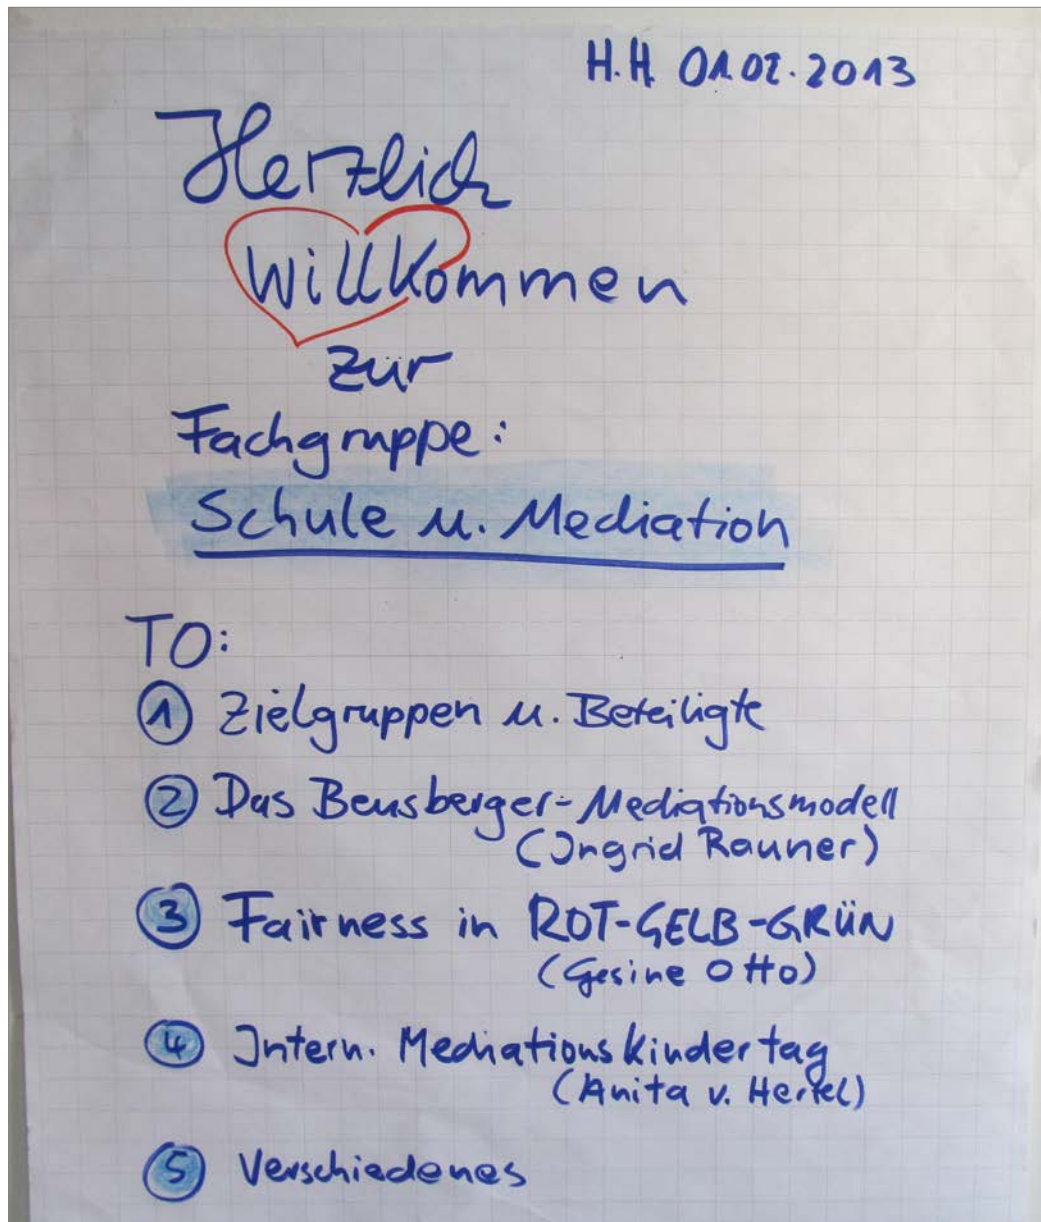 H.H. 01.02.2013
Herzlich
Willkommen
zur
Fachgruppe:
Schule u. Mediation
TO:
1 Zielgruppen u. Beteiligte
2 Das Bensberger-Mediationsmodell
(Ingrid Rauner)
3 Fairness in ROT-GELB-GRÜN
(Gesine Otto)
4 Intern. Mediationskindertag
(Anita v. Hertel)
5 Verschiedenes